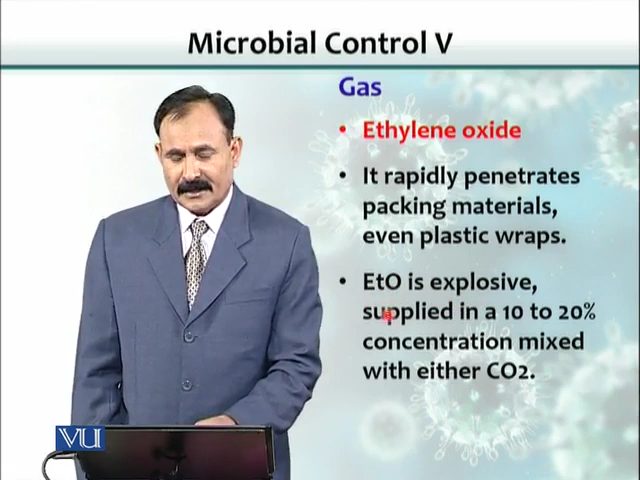 Microbial Control V
Gas
• Ethylene oxide
• It rapidly penetrates
packing materials,
even plastic wraps.
• EtO is explosive,
supplied in a 10 to 20%
concentration mixed
with either CO2.
VU